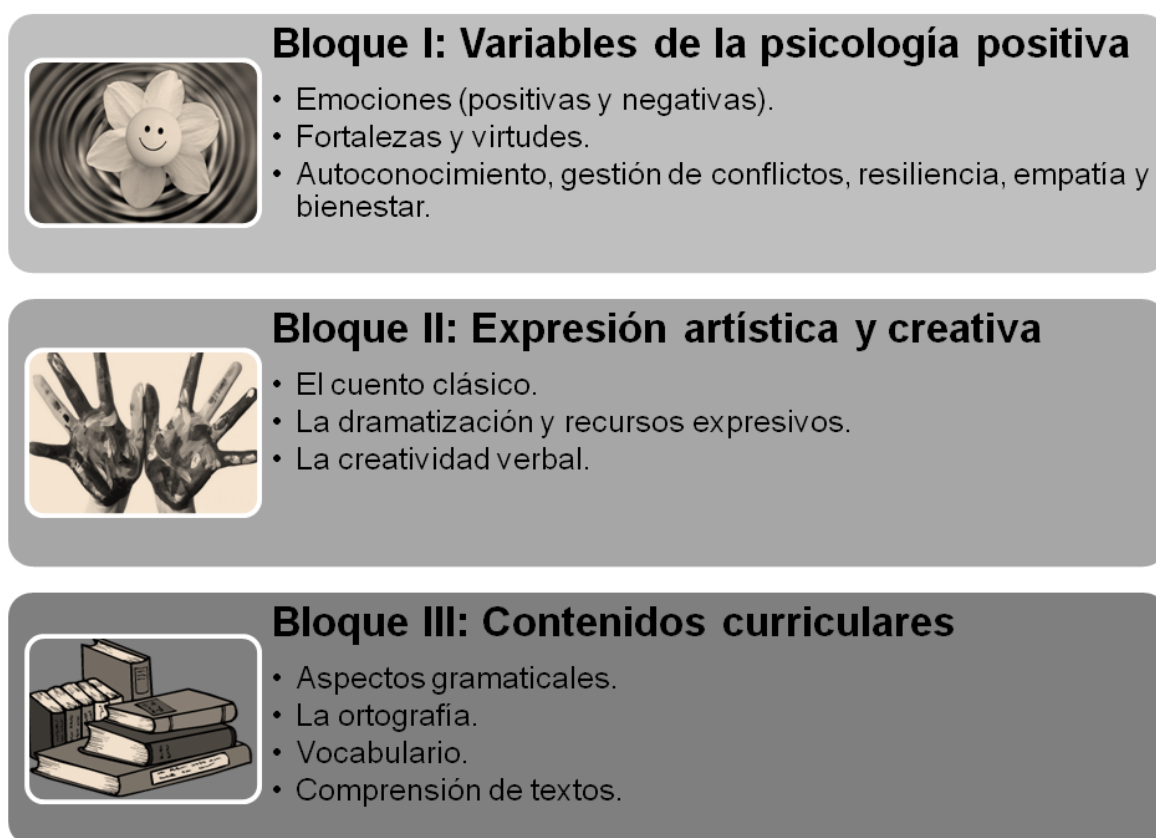 Bloque I: Variables de la psicología positiva
• Emociones (positivas y negativas).
• Fortalezas y virtudes.
• Autoconocimiento, gestión de conflictos, resiliencia, empatía y
bienestar.
Bloque II: Expresión artística y creativa
• El cuento clásico.
• La dramatización y recursos expresivos.
• La creatividad verbal.
Bloque III: Contenidos curriculares
• Aspectos gramaticales.
• La ortografía.
• Vocabulario.
• Comprensión de textos.